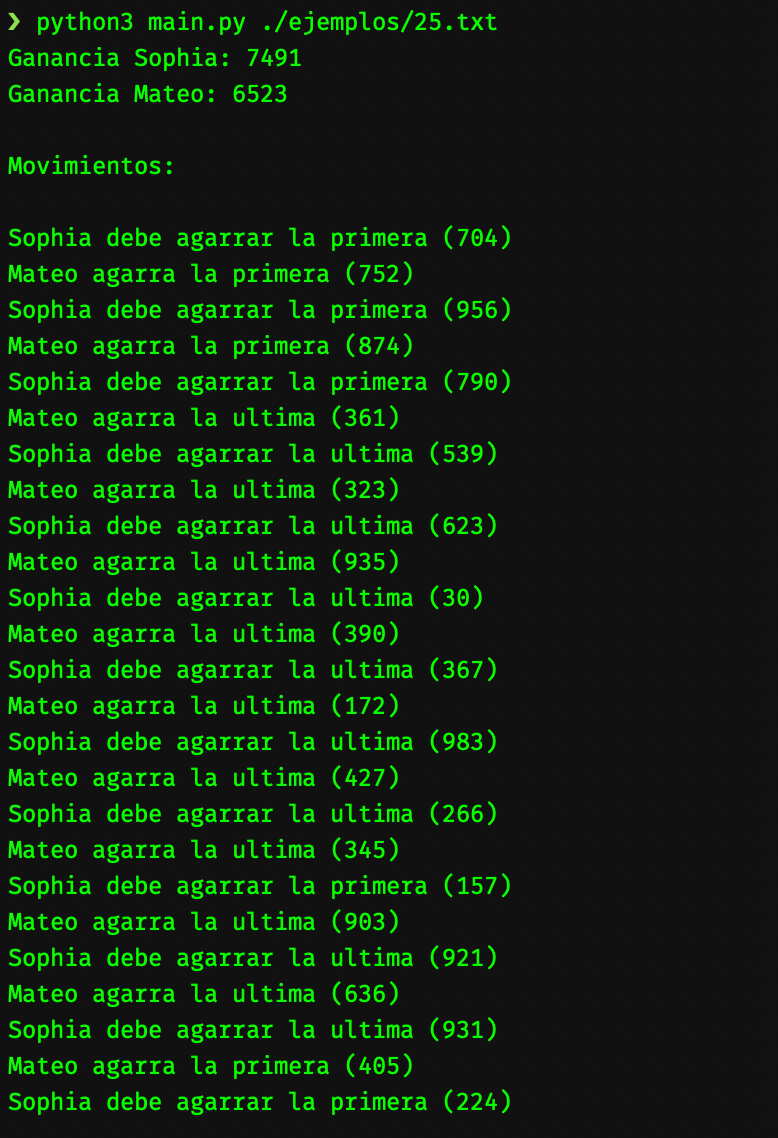 ❯ python3 main.py ./ejemplos/25.txt
Ganancia Sophia: 7491
Ganancia Mateo: 6523
Movimientos:
Sophia debe agarrar la primera (704)
Mateo agarra la primera (752)
Sophia debe agarrar la primera (956)
Mateo agarra la primera (874)
Sophia debe agarrar la primera (790)
Mateo agarra la ultima (361)
Sophia debe agarrar la ultima (539)
Mateo agarra la ultima (323)
Sophia debe agarrar la ultima (623)
Mateo agarra la ultima (935)
Sophia debe agarrar la ultima (30)
Mateo agarra la ultima (390)
Sophia debe agarrar la ultima (367)
Mateo agarra la ultima (172)
Sophia debe agarrar la ultima (983)
Mateo agarra la ultima (427)
Sophia debe agarrar la ultima (266)
Mateo agarra la ultima (345)
Sophia debe agarrar la primera (157)
Mateo agarra la ultima (903)
Sophia debe agarrar la ultima (921)
Mateo agarra la ultima (636)
Sophia debe agarrar la ultima (931)
Mateo agarra la primera (405)
Sophia debe agarrar la primera (224)